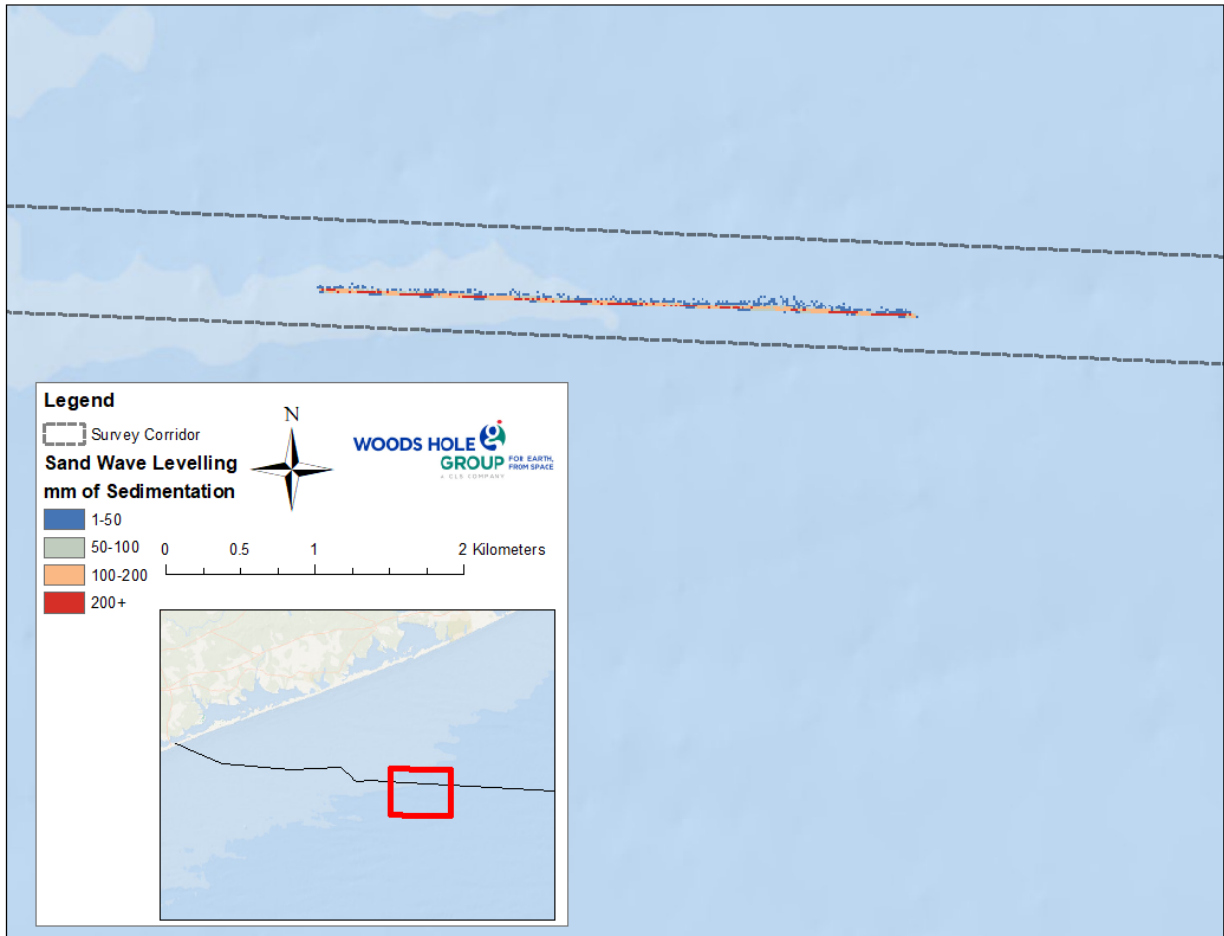 Legend
Survey Corridor
Sand Wave Levelling
mm of Sedimentation
1-50
50-100
100-200
200+
N
WOODS HOLE
GROUP FOR EARTH, FROM SPACE
A CLS COMPANY
0 0.5 1 2 Kilometers